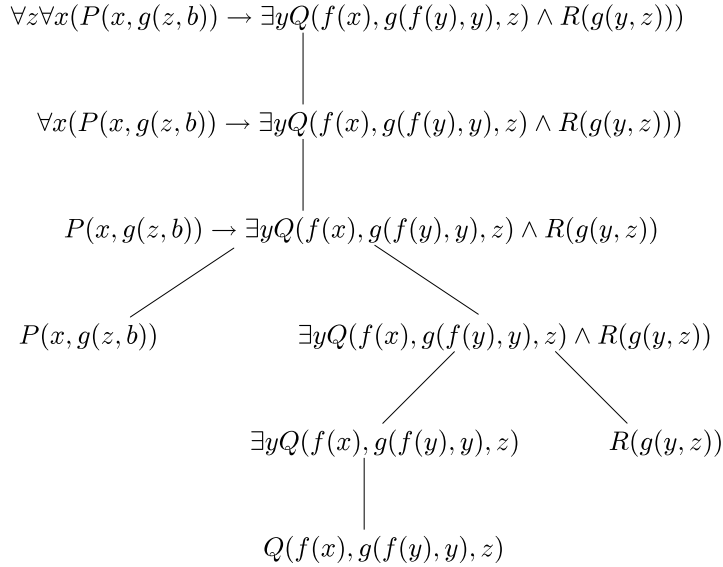 ∀z∀x(P(x, g(z, b)) → ∃yQ(f(x), g(f(y), y), z) ∧ R(g(y, z)))
∀x(P(x, g(z, b)) → ∃yQ(f(x), g(f(y), y), z) ∧ R(g(y, z)))
P(x, g(z, b)) → ∃yQ(f(x), g(f(y), y), z) ∧ R(g(y, z))
P(x, g(z, b))
∃yQ(f(x), g(f(y), y), z) ∧ R(g(y, z))
∃yQ(f(x), g(f(y), y), z)
R(g(y, z))
Q(f(x), g(f(y), y), z)